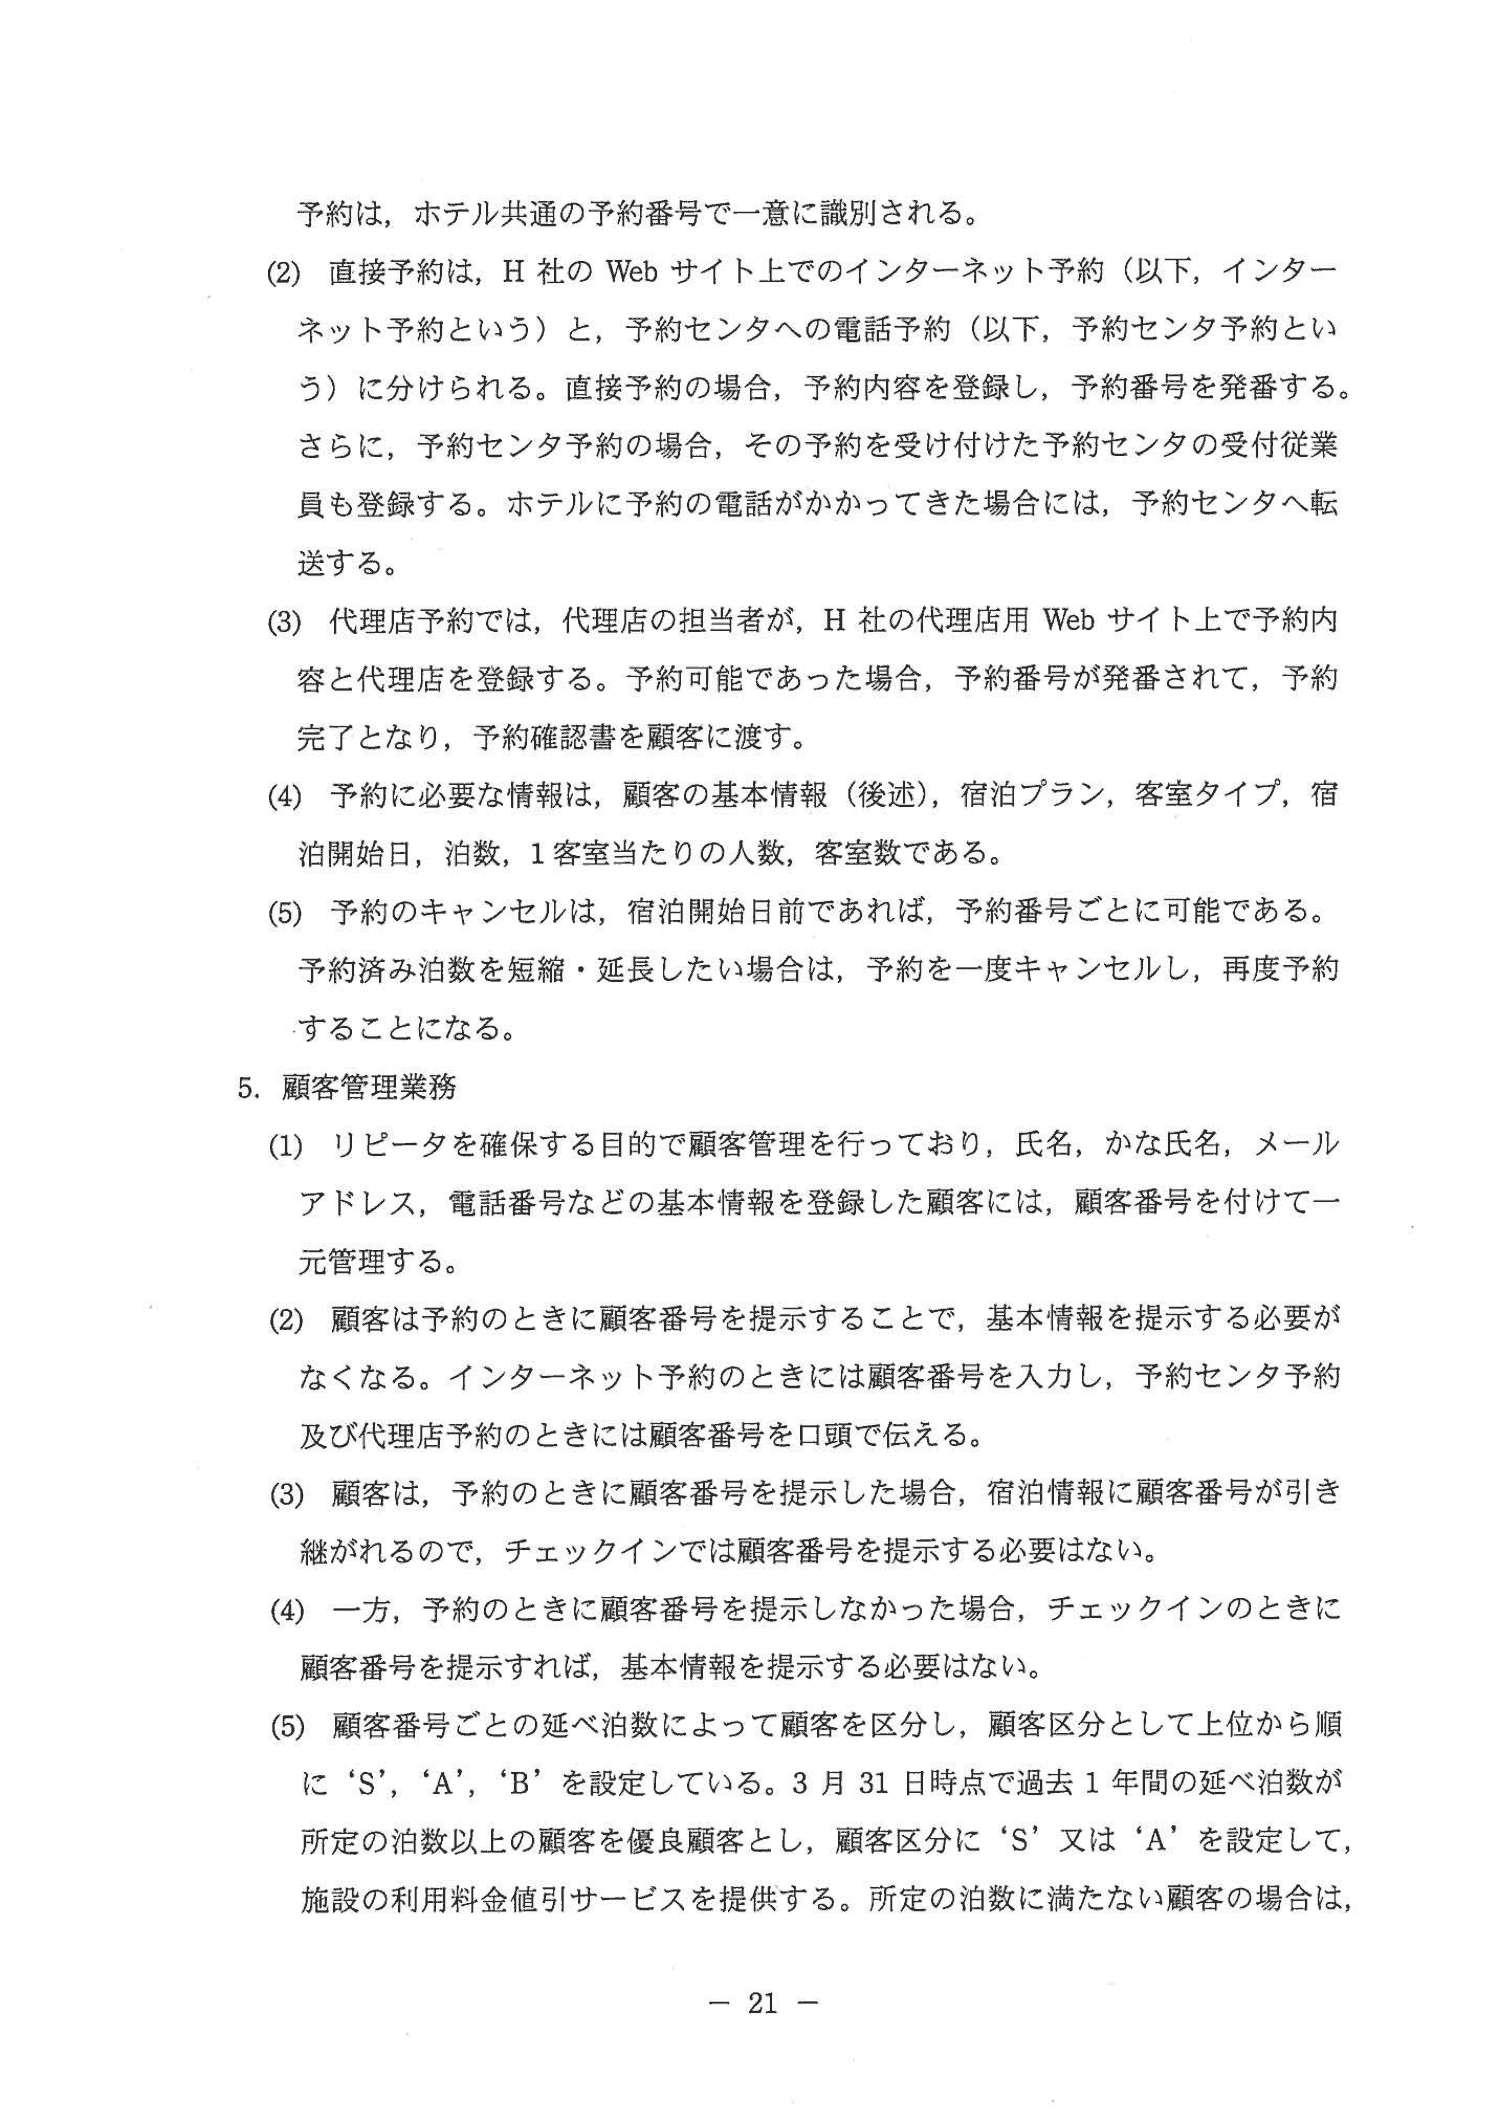 予約は，ホテル共通の予約番号で一意に識別される。
(2) 直接予約は，H 社の Web サイト上でのインターネット予約（以下，インター
ネット予約という）と，予約センタへの電話予約（以下，予約センタ予約とい
う）に分けられる。直接予約の場合，予約内容を登録し，予約番号を発番する。
さらに，予約センタ予約の場合，その予約を受け付けた予約センタの受付従業
員も登録する。ホテルに予約の電話がかかってきた場合には，予約センタへ転
送する。
(3) 代理店予約では，代理店の担当者が，H 社の代理店用 Web サイト上で予約内
容と代理店を登録する。予約可能であった場合，予約番号が発番されて，予約
完了となり，予約確認書を顧客に渡す。
(4) 予約に必要な情報は，顧客の基本情報（後述），宿泊プラン，客室タイプ，宿
泊開始日，泊数，1 客室当たりの人数，客室数である。
(5) 予約のキャンセルは，宿泊開始日前であれば，予約番号ごとに可能である。
予約済み泊数を短縮・延長したい場合は，予約を一度キャンセルし，再度予約
することになる。
5. 顧客管理業務
(1) リピータを確保する目的で顧客管理を行っており，氏名，かな氏名，メール
アドレス，電話番号などの基本情報を登録した顧客には，顧客番号を付けて一
元管理する。
(2) 顧客は予約のときに顧客番号を提示することで，基本情報を提示する必要が
なくなる。インターネット予約のときには顧客番号を入力し，予約センタ予約
及び代理店予約のときには顧客番号を口頭で伝える。
(3) 顧客は，予約のときに顧客番号を提示した場合，宿泊情報に顧客番号が引き
継がれるので，チェックインでは顧客番号を提示する必要はない。
(4) 一方，予約のときに顧客番号を提示しなかった場合，チェックインのときに
顧客番号を提示すれば，基本情報を提示する必要はない。
(5) 顧客番号ごとの延べ泊数によって顧客を区分し，顧客区分として上位から順
に ‘S’，‘A’，‘B’ を設定している。3 月 31 日時点で過去 1 年間の延べ泊数が
所定の泊数以上の顧客を優良顧客とし，顧客区分に ‘S’ 又は ‘A’ を設定して，
施設の利用料金値引サービスを提供する。所定の泊数に満たない顧客の場合は，
－ 21 －